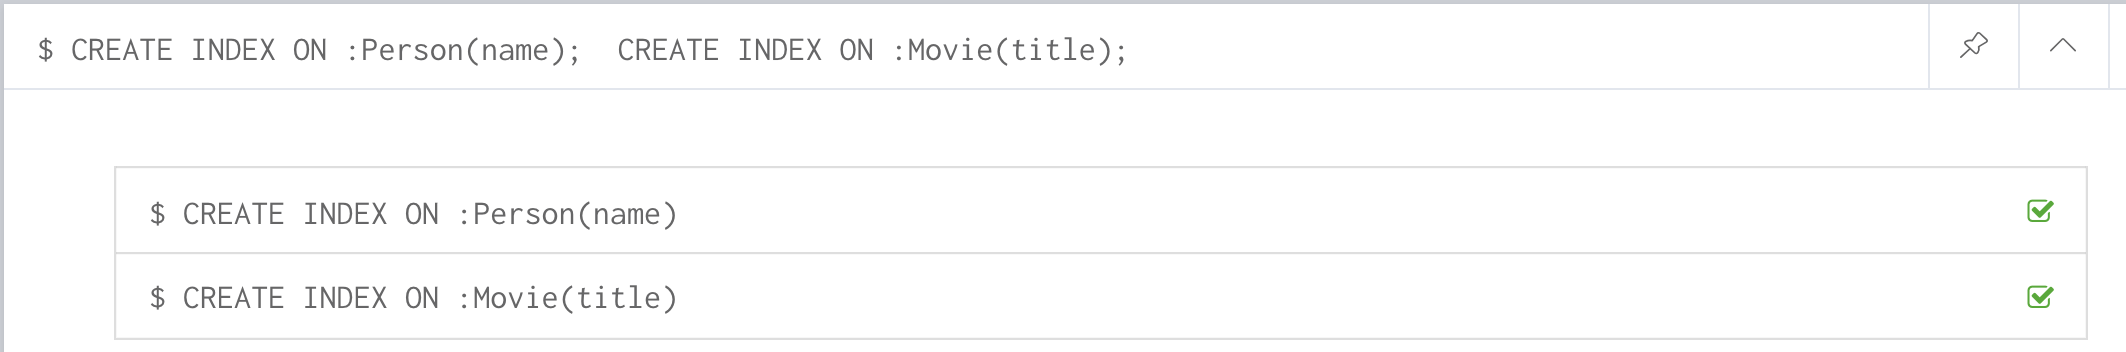 $ CREATE INDEX ON :Person(name);  CREATE INDEX ON :Movie(title);
$ CREATE INDEX ON :Person(name)
$ CREATE INDEX ON :Movie(title)